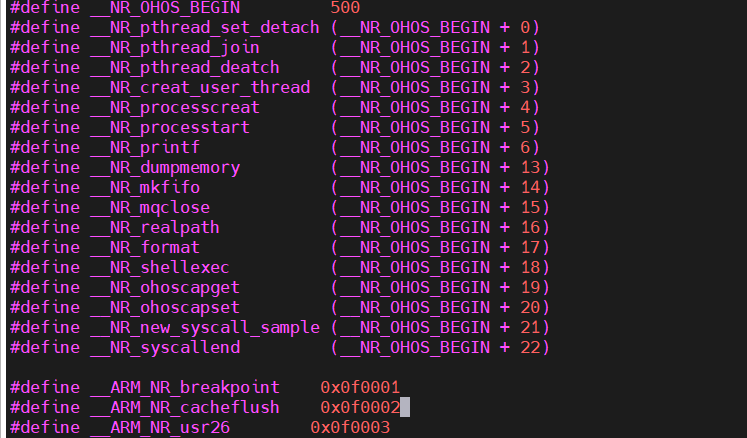 #define __NR_OHOS_BEGIN         500
#define __NR_pthread_set_detach (__NR_OHOS_BEGIN + 0)
#define __NR_pthread_join       (__NR_OHOS_BEGIN + 1)
#define __NR_pthread_deatch     (__NR_OHOS_BEGIN + 2)
#define __NR_creat_user_thread  (__NR_OHOS_BEGIN + 3)
#define __NR_processcreat       (__NR_OHOS_BEGIN + 4)
#define __NR_processtart        (__NR_OHOS_BEGIN + 5)
#define __NR_printf             (__NR_OHOS_BEGIN + 6)
#define __NR_dumpmemory         (__NR_OHOS_BEGIN + 13)
#define __NR_mkfifo             (__NR_OHOS_BEGIN + 14)
#define __NR_mqclose            (__NR_OHOS_BEGIN + 15)
#define __NR_realpath           (__NR_OHOS_BEGIN + 16)
#define __NR_format             (__NR_OHOS_BEGIN + 17)
#define __NR_shellexec          (__NR_OHOS_BEGIN + 18)
#define __NR_ohoscapget         (__NR_OHOS_BEGIN + 19)
#define __NR_ohoscapset         (__NR_OHOS_BEGIN + 20)
#define __NR_new_syscall_sample (__NR_OHOS_BEGIN + 21)
#define __NR_syscallend         (__NR_OHOS_BEGIN + 22)
#define __ARM_NR_breakpoint    0x0f0001
#define __ARM_NR_cacheflush    0x0f0002
#define __ARM_NR_usr26        0x0f0003